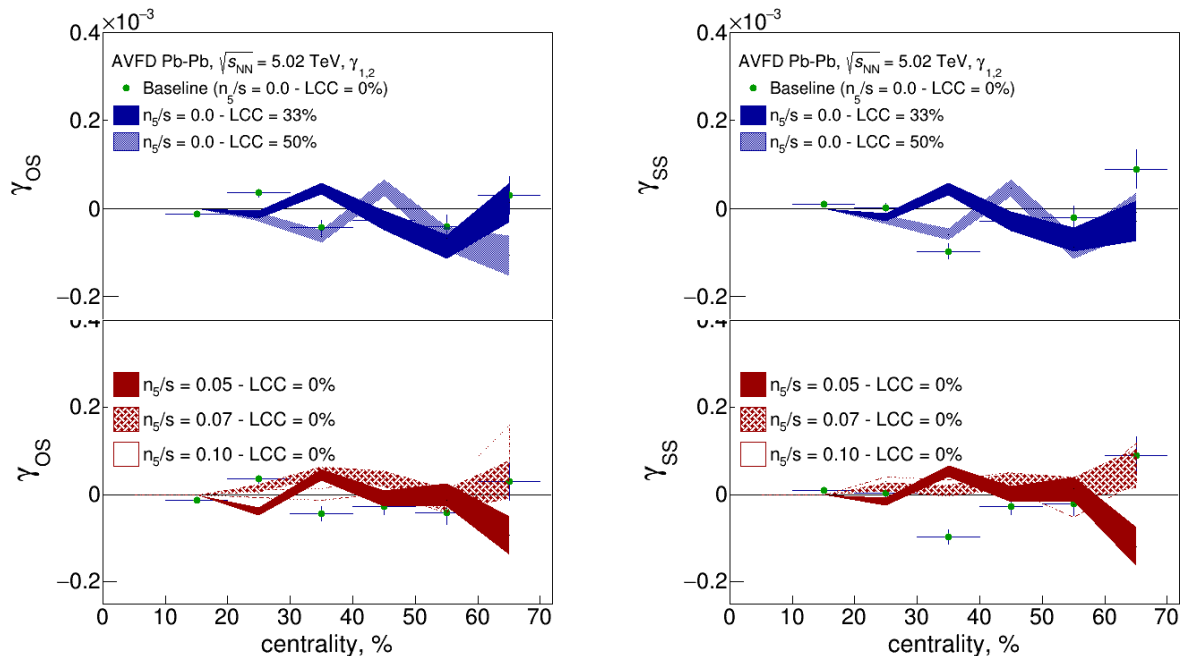 ×10⁻³
0.4
AVFD Pb-Pb, √sNN = 5.02 TeV, γ1,2
Baseline (n5/s = 0.0 - LCC = 0%)
n5/s = 0.0 - LCC = 33%
n5/s = 0.0 - LCC = 50%
0.2
0
−0.2
γOS
0.4
n5/s = 0.05 - LCC = 0%
n5/s = 0.07 - LCC = 0%
n5/s = 0.10 - LCC = 0%
0.2
0
−0.2
γOS
0 10 20 30 40 50 60 70
centrality, %
×10⁻³
0.4
AVFD Pb-Pb, √sNN = 5.02 TeV, γ1,2
Baseline (n5/s = 0.0 - LCC = 0%)
n5/s = 0.0 - LCC = 33%
n5/s = 0.0 - LCC = 50%
0.2
0
−0.2
γSS
0.4
n5/s = 0.05 - LCC = 0%
n5/s = 0.07 - LCC = 0%
n5/s = 0.10 - LCC = 0%
0.2
0
−0.2
γSS
0 10 20 30 40 50 60 70
centrality, %